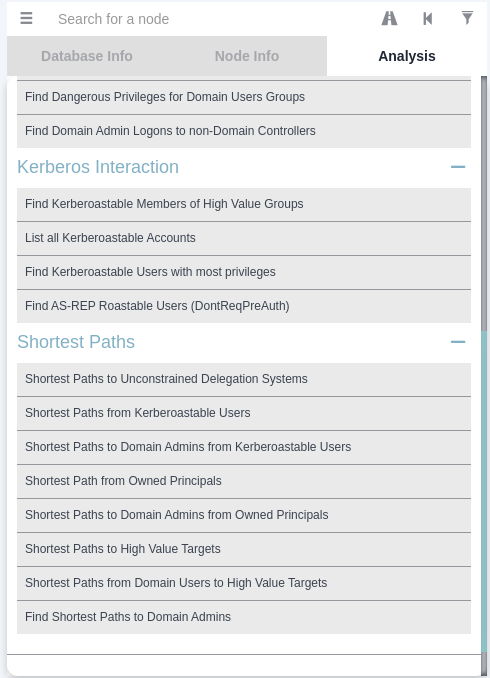 Search for a node
Database Info
Node Info
Analysis
Find Dangerous Privileges for Domain Users Groups
Find Domain Admin Logons to non-Domain Controllers
Kerberos Interaction
Find Kerberoastable Members of High Value Groups
List all Kerberoastable Accounts
Find Kerberoastable Users with most privileges
Find AS-REP Roastable Users (DontReqPreAuth)
Shortest Paths
Shortest Paths to Unconstrained Delegation Systems
Shortest Paths from Kerberoastable Users
Shortest Paths to Domain Admins from Kerberoastable Users
Shortest Path from Owned Principals
Shortest Paths to Domain Admins from Owned Principals
Shortest Paths to High Value Targets
Shortest Paths from Domain Users to High Value Targets
Find Shortest Paths to Domain Admins